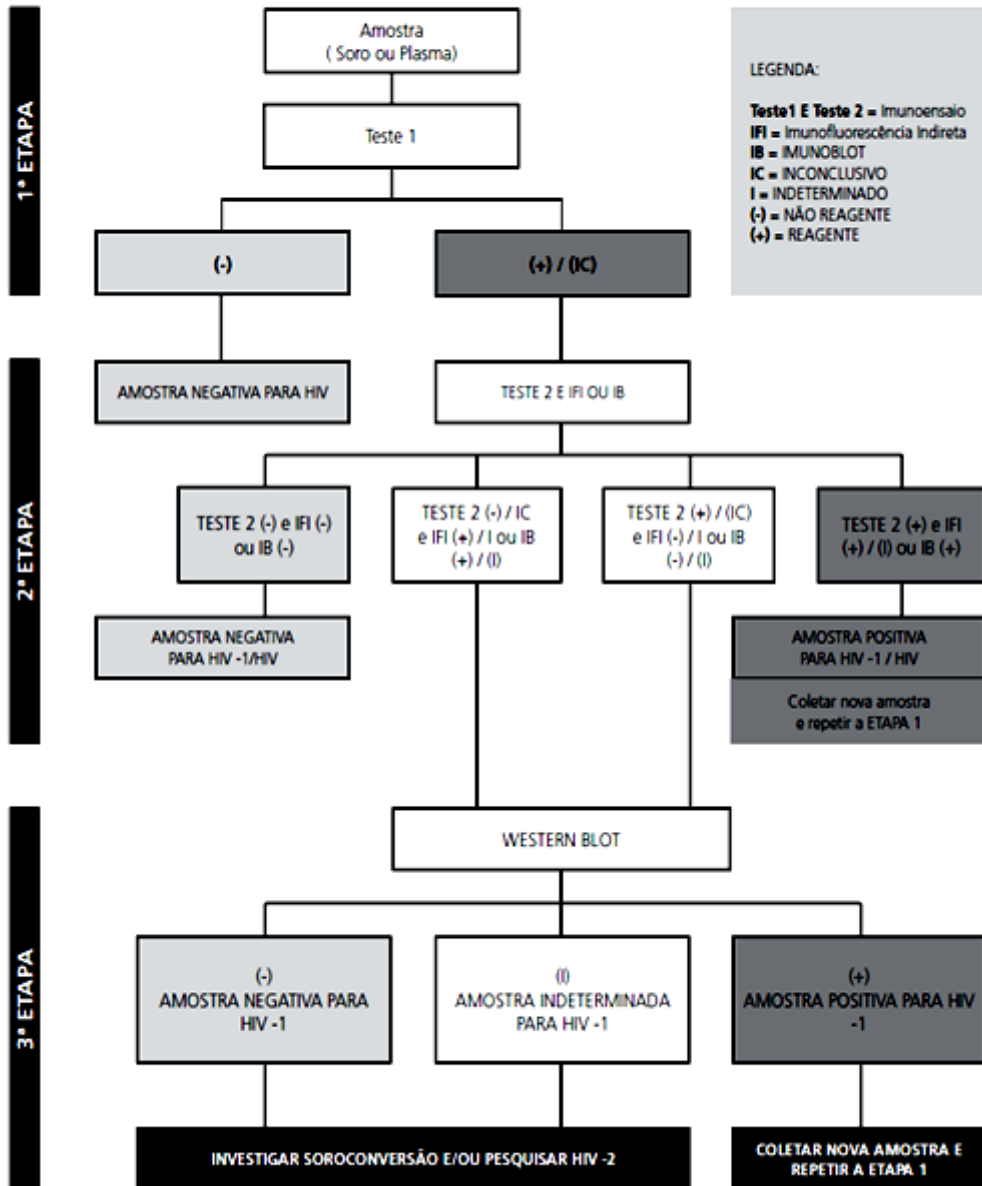 1ª ETAPA
Amostra
( Soro ou Plasma)
Teste 1
(-)
(+) / (IC)
LEGENDA:
Teste1 E Teste 2 = Imunoensaio
IFI = Imunofluorescência Indireta
IB = IMUNOBLOT
IC = INCONCLUSIVO
I = INDETERMINADO
(-) = NÃO REAGENTE
(+) = REAGENTE
2ª ETAPA
AMOSTRA NEGATIVA PARA HIV
TESTE 2 E IFI OU IB
TESTE 2 (-) e IFI (-)
ou IB (-)
TESTE 2 (-) / IC
e IFI (+) / I ou IB
(+) / (I)
TESTE 2 (+) / (IC)
e IFI (-) / I ou IB
(-) / (I)
TESTE 2 (+) e IFI
(+) / (I) ou IB (+)
AMOSTRA NEGATIVA
PARA HIV -1/HIV
AMOSTRA POSITIVA
PARA HIV -1 / HIV
Coletar nova amostra
e repetir a ETAPA 1
3ª ETAPA
WESTERN BLOT
(-)
AMOSTRA NEGATIVA PARA
HIV -1
(I)
AMOSTRA INDETERMINADA
PARA HIV -1
(+)
AMOSTRA POSITIVA PARA HIV
-1
INVESTIGAR SOROCONVERSÃO E/OU PESQUISAR HIV -2
COLETAR NOVA AMOSTRA E
REPETIR A ETAPA 1